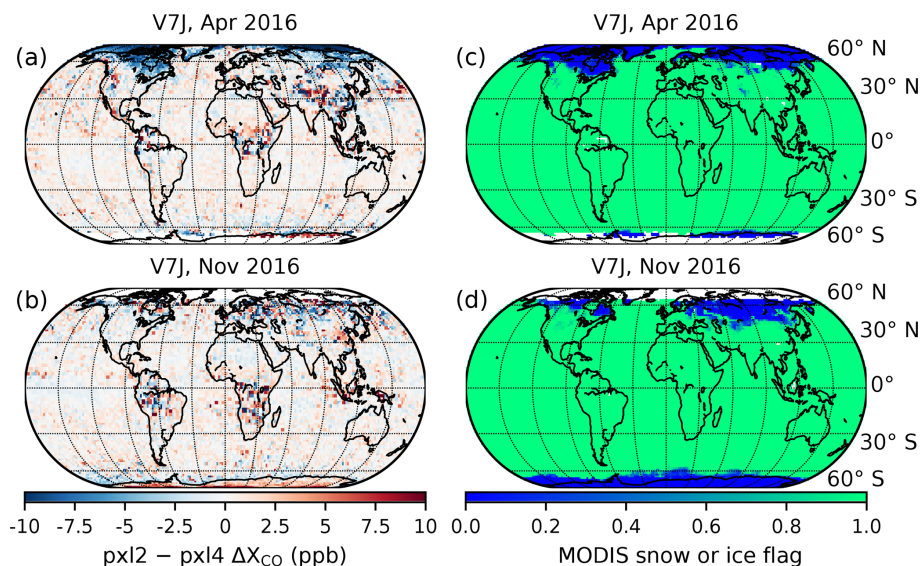 V7J, Apr 2016
(a)
V7J, Nov 2016
(b)
-10 -7.5 -5 -2.5 0 2.5 5 7.5 10
pxl2 − pxl4 ΔX_CO (ppb)
(c)
60° N
30° N
0°
30° S
60° S
V7J, Nov 2016
(d)
60° N
30° N
0°
30° S
60° S
0.0 0.2 0.4 0.6 0.8 1.0
MODIS snow or ice flag
V7J, Apr 2016